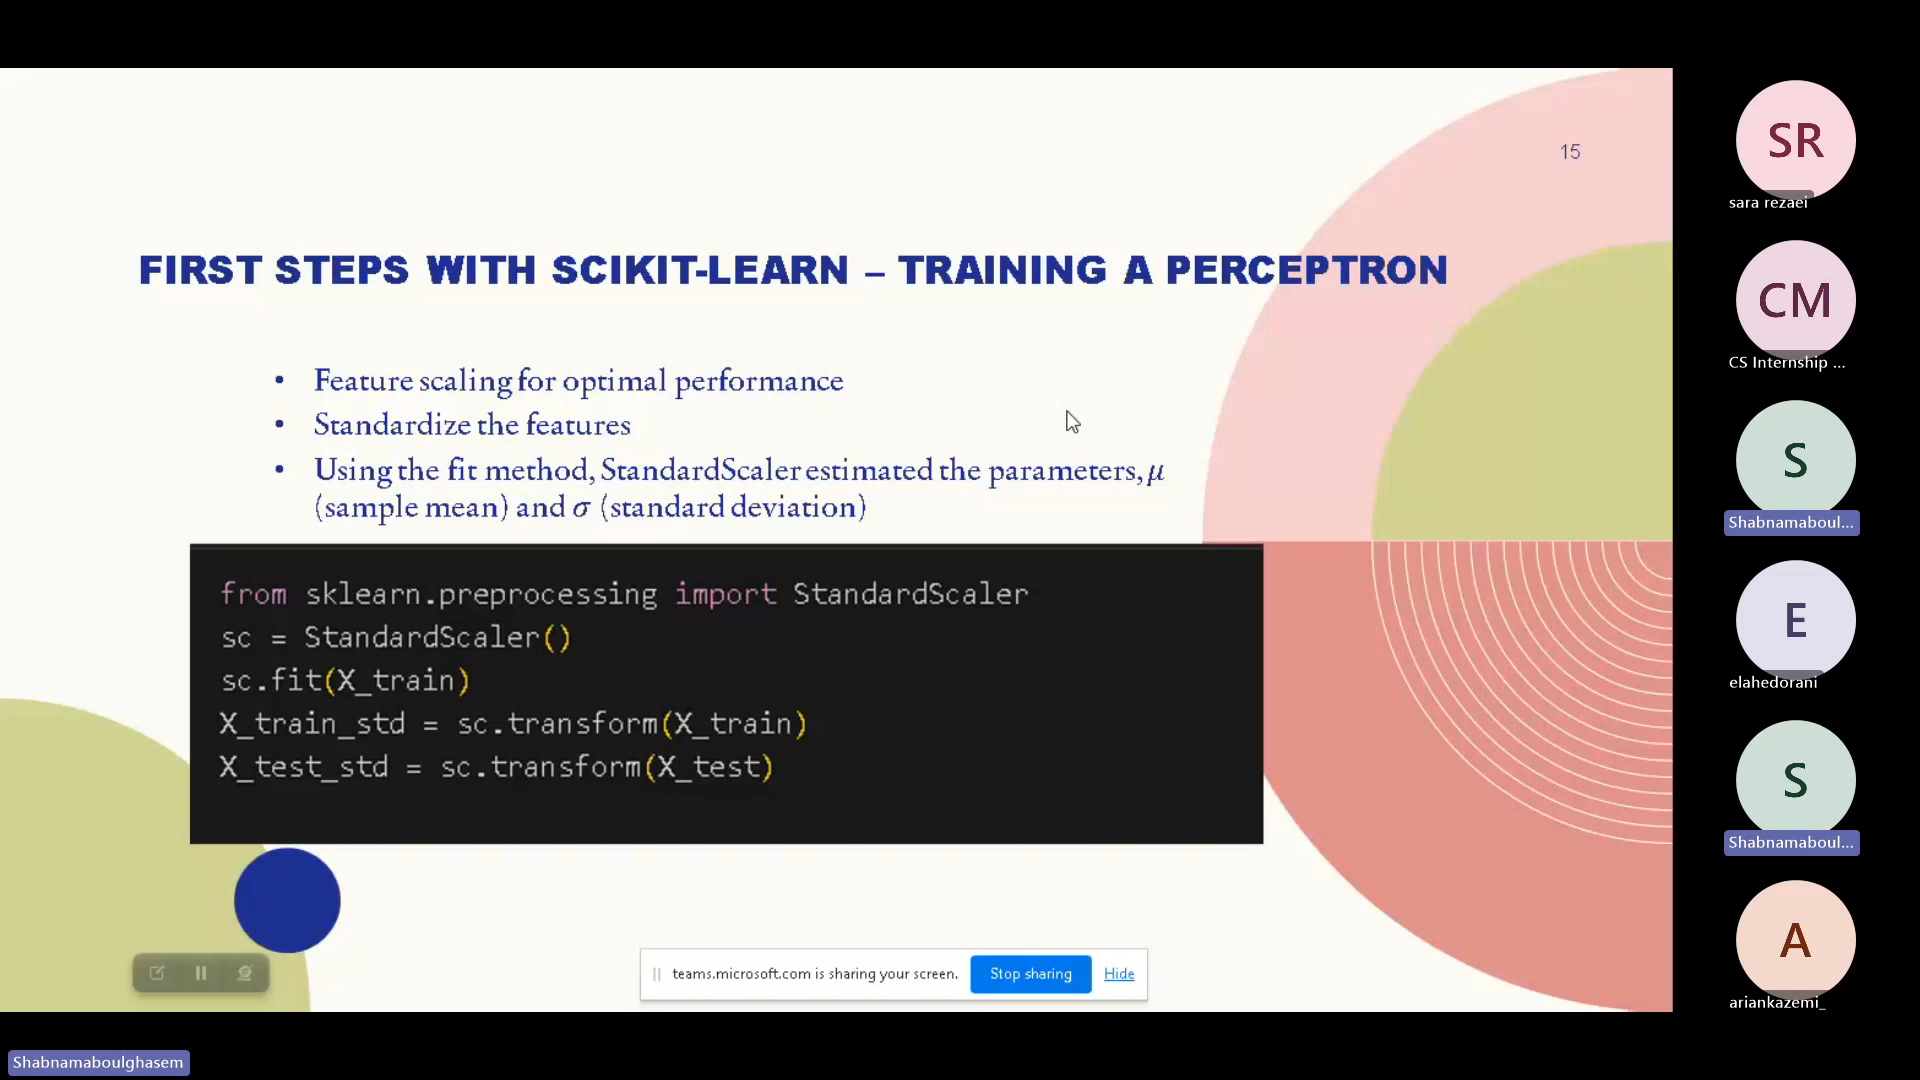 15
FIRST STEPS WITH SCIKIT-LEARN – TRAINING A PERCEPTRON
• Feature scaling for optimal performance
• Standardize the features
• Using the fit method, StandardScaler estimated the parameters, μ
(sample mean) and σ (standard deviation)
from sklearn.preprocessing import StandardScaler
sc = StandardScaler()
sc.fit(X_train)
X_train_std = sc.transform(X_train)
X_test_std = sc.transform(X_test)
teams.microsoft.com is sharing your screen. Stop sharing Hide
SR
sara rezaei
CM
CS Internship ...
S
Shabnamaboul...
E
elahedorani
S
Shabnamaboul...
A
ariankazemi_
Shabnamaboulghasem